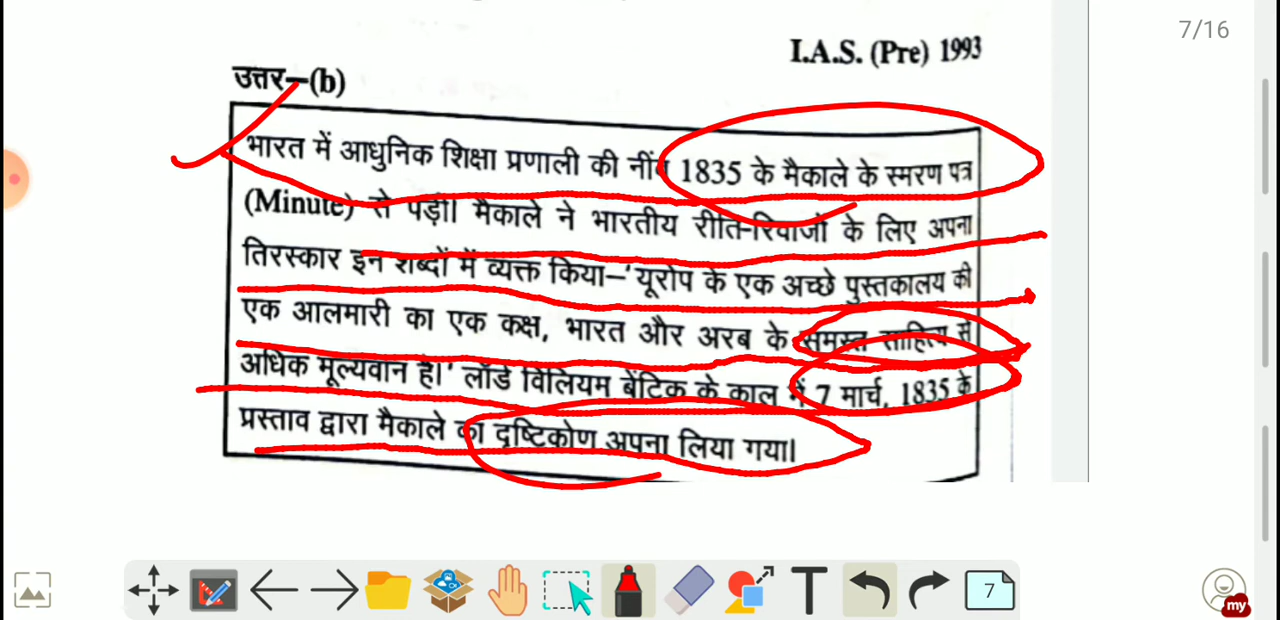 7/16
I.A.S. (Pre) 1993
उत्तर–(b)
भारत में आधुनिक शिक्षा प्रणाली की नींव 1835 के मैकाले के स्मरण पत्र
(Minute) से पड़ी। मैकाले ने भारतीय रीति-रिवाजों के लिए अपना
तिरस्कार इन शब्दों में व्यक्त किया–'यूरोप के एक अच्छे पुस्तकालय की
एक आलमारी का एक कक्ष, भारत और अरब के समस्त साहित्य से
अधिक मूल्यवान है।' लॉर्ड विलियम बेंटिक के काल में 7 मार्च, 1835 के
प्रस्ताव द्वारा मैकाले का दृष्टिकोण अपना लिया गया।
T
7
my